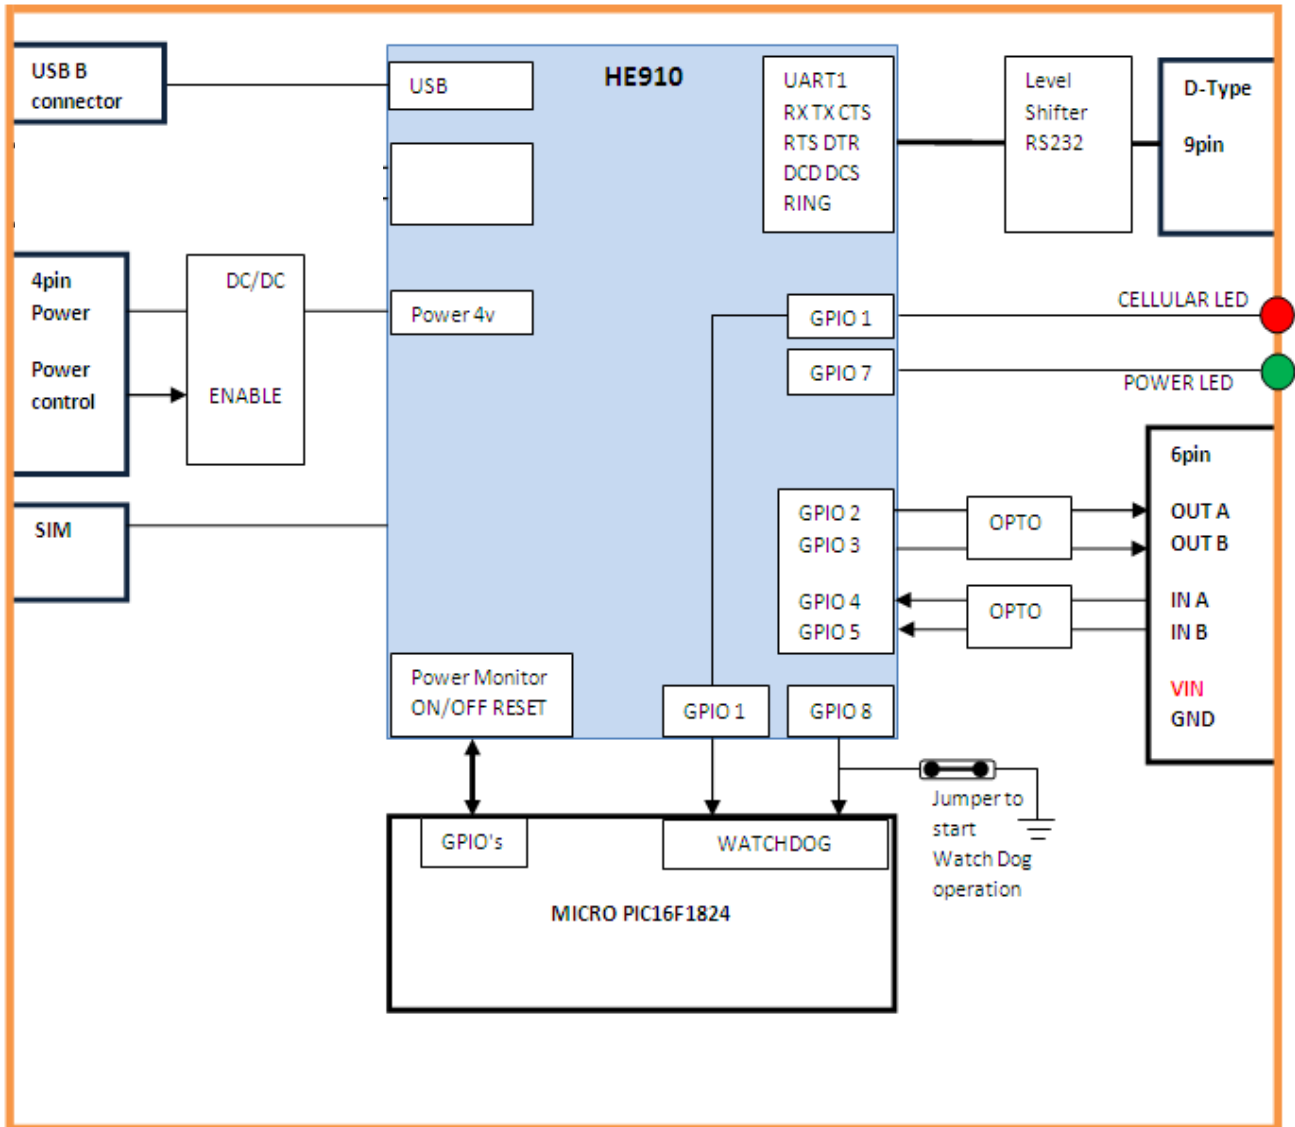 USB B
connector
USB
HE910
UART1
RX TX CTS
RTS DTR
DCD DCS
RING
Level
Shifter
RS232
D-Type
9pin
4pin
Power
Power
control
DC/DC
ENABLE
Power 4v
GPIO 1
CELLULAR LED
GPIO 7
POWER LED
SIM
GPIO 2
GPIO 3
GPIO 4
GPIO 5
OPTO
OPTO
6pin
OUT A
OUT B
IN A
IN B
VIN
GND
Power Monitor
ON/OFF RESET
GPIO 1
GPIO 8
Jumper to
start
Watch Dog
operation
GPIO's
WATCHDOG
MICRO PIC16F1824